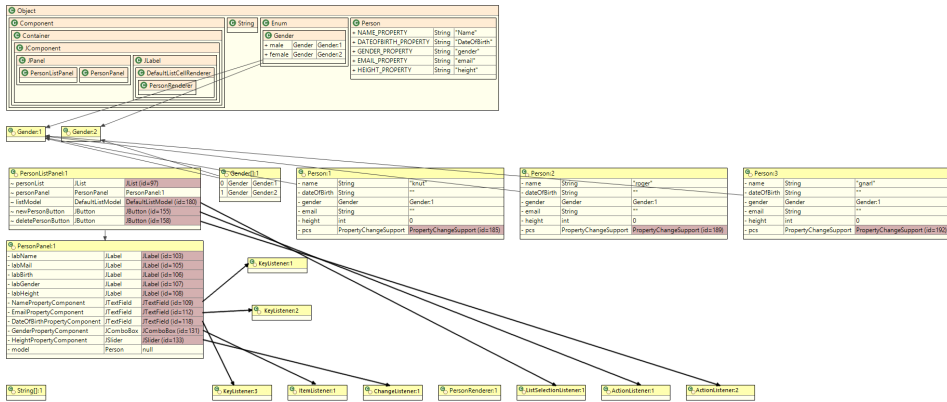 Object
Component
Container
JComponent
JPanel
PersonListPanel
PersonPanel
JLabel
DefaultListCellRenderer
PersonRenderer
String
Enum
Gender
+ male Gender Gender:1
+ female Gender Gender:2
Person
+ NAME_PROPERTY String "Name"
+ DATEOFBIRTH_PROPERTY String "DateOfBirth"
+ GENDER_PROPERTY String "gender"
+ EMAIL_PROPERTY String "email"
+ HEIGHT_PROPERTY String "height"
Gender:1
Gender:2
PersonListPanel:1
~ personList JList JList (id=97)
~ personPanel PersonPanel PersonPanel:1
~ listModel DefaultListModel DefaultListModel (id=180)
~ newPersonButton JButton JButton (id=155)
~ deletePersonButton JButton JButton (id=158)
Gender[]:1
0 Gender Gender:1
1 Gender Gender:2
Person:1
- name String "knut"
- dateOfBirth String ""
- gender Gender Gender:1
- email String ""
- height int 0
- pcs PropertyChangeSupport PropertyChangeSupport (id=185)
Person:2
- name String "roger"
- dateOfBirth String ""
- gender Gender Gender:1
- email String ""
- height int 0
- pcs PropertyChangeSupport PropertyChangeSupport (id=189)
Person:3
- name String "gnarl"
- dateOfBirth String ""
- gender Gender Gender:1
- email String ""
- height int 0
- pcs PropertyChangeSupport PropertyChangeSupport (id=192)
PersonPanel:1
- labName JLabel JLabel (id=103)
- labMail JLabel JLabel (id=105)
- labBirth JLabel JLabel (id=106)
- labGender JLabel JLabel (id=107)
- labHeight JLabel JLabel (id=108)
- NamePropertyComponent JTextField JTextField (id=109)
- EmailPropertyComponent JTextField JTextField (id=112)
- DateOfBirthPropertyComponent JTextField JTextField (id=118)
- GenderPropertyComponent JComboBox JComboBox (id=131)
- HeightPropertyComponent JSlider JSlider (id=133)
- model Person null
KeyListener:1
KeyListener:2
String[]:1
KeyListener:3
ItemListener:1
ChangeListener:1
PersonRenderer:1
ListSelectionListener:1
ActionListener:1
ActionListener:2